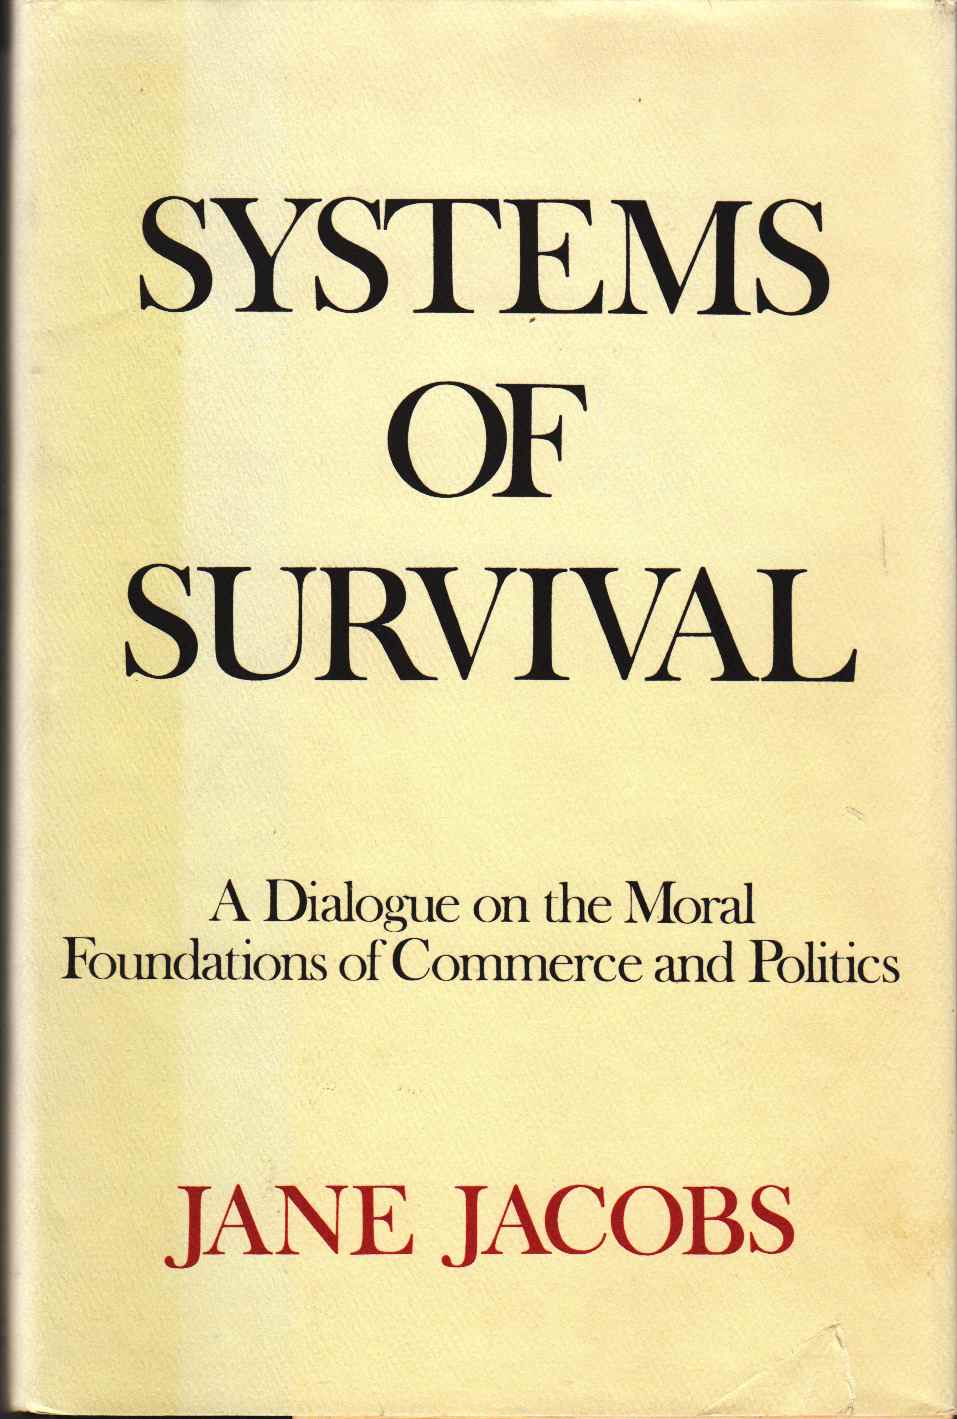 SYSTEMS
OF
SURVIVAL
A Dialogue on the Moral
Foundations of Commerce and Politics
JANE JACOBS